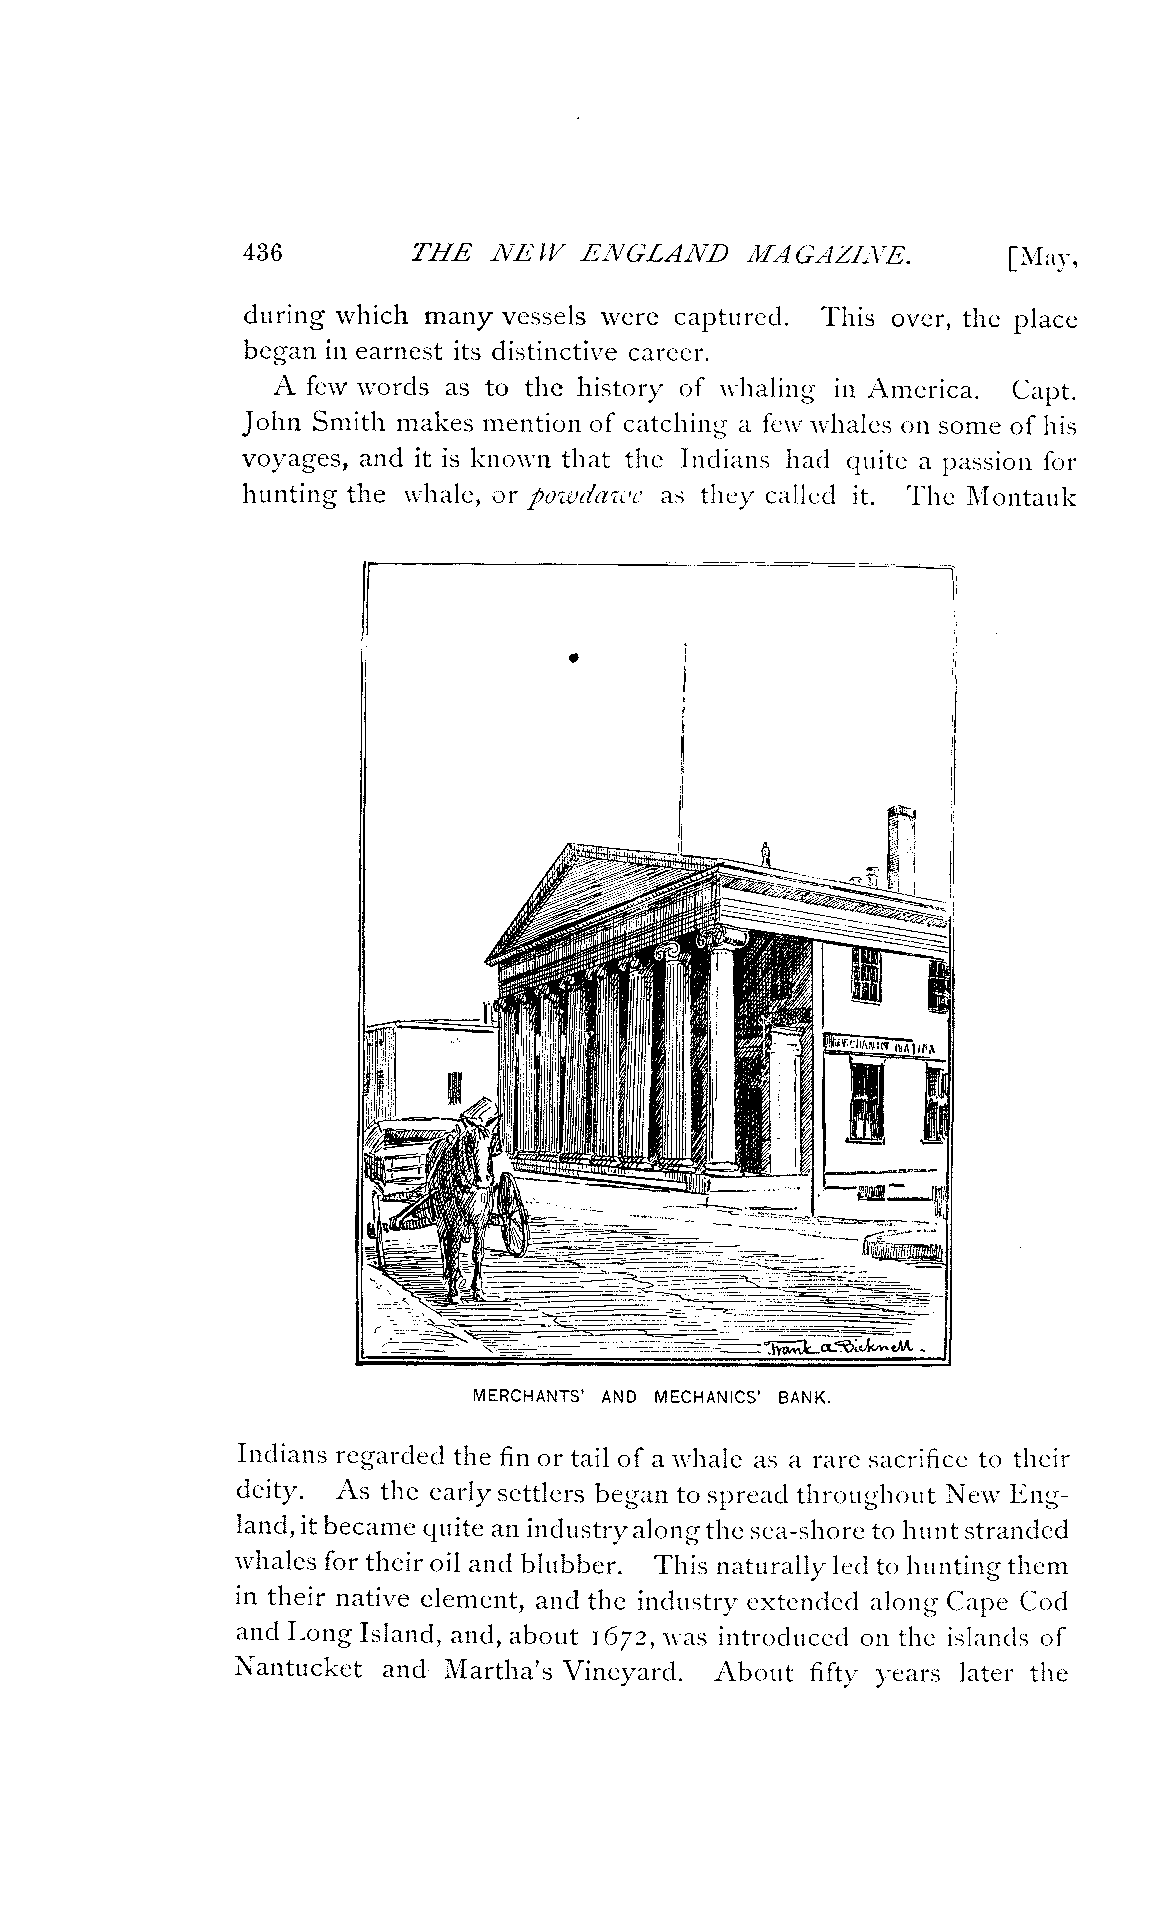 436 THE NEW ENGLAND MAGAZINE. [May,
during which many vessels were captured. This over, the place
began in earnest its distinctive career.
A few words as to the history of whaling in America. Capt.
John Smith makes mention of catching a few whales on some of his
voyages, and it is known that the Indians had quite a passion for
hunting the whale, or powdawe as they called it. The Montauk
Frank A. Bicknell.
MERCHANTS' AND MECHANICS' BANK.
Indians regarded the fin or tail of a whale as a rare sacrifice to their
deity. As the early settlers began to spread throughout New Eng-
land, it became quite an industry along the sea-shore to hunt stranded
whales for their oil and blubber. This naturally led to hunting them
in their native element, and the industry extended along Cape Cod
and Long Island, and, about 1672, was introduced on the islands of
Nantucket and Martha's Vineyard. About fifty years later the